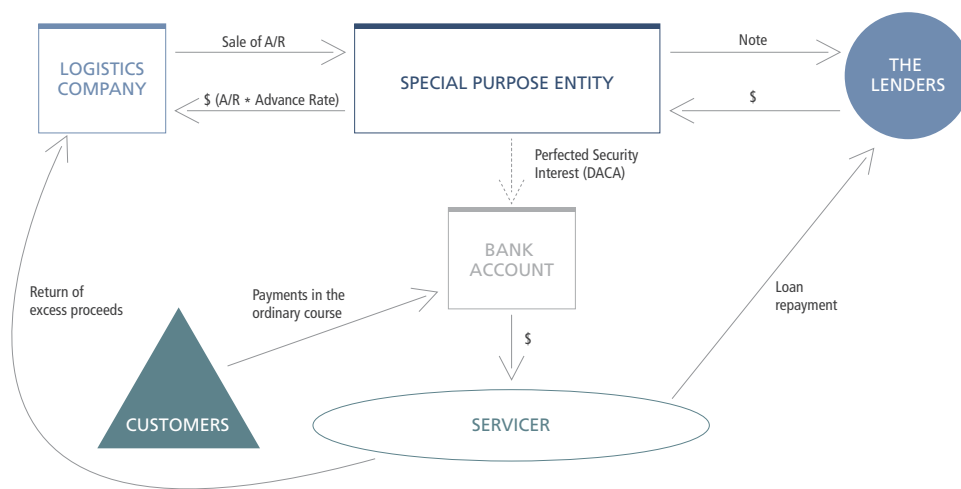 LOGISTICS
COMPANY
Sale of A/R
$ (A/R * Advance Rate)
SPECIAL PURPOSE ENTITY
Note
$
THE
LENDERS
Perfected Security
Interest (DACA)
BANK
ACCOUNT
Return of
excess proceeds
Payments in the
ordinary course
Loan
repayment
$
CUSTOMERS
SERVICER